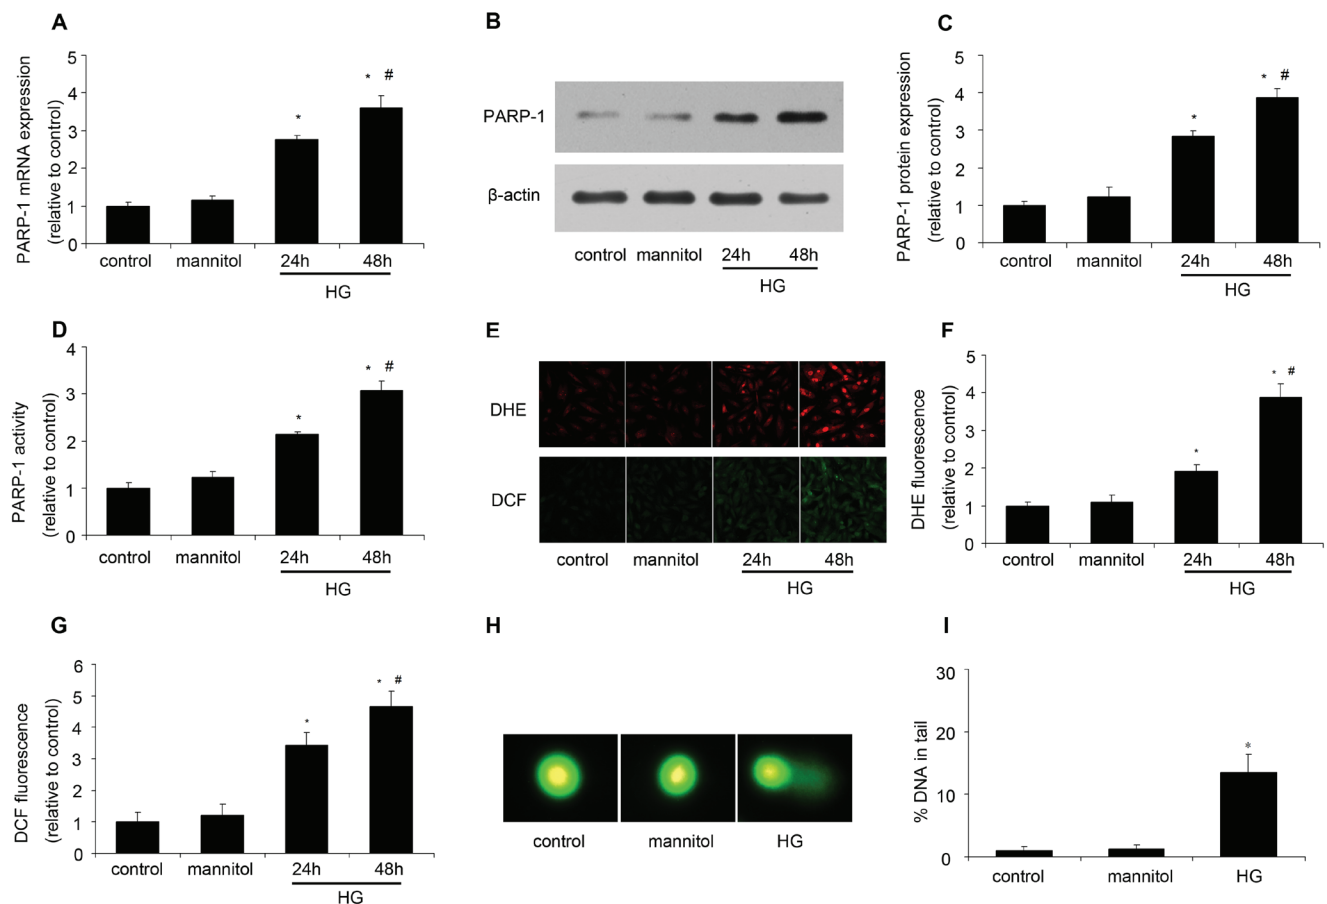 A
PARP-1 mRNA expression
(relative to control)
5
4
3
2
1
0
*
* #
control mannitol 24h 48h
HG
B
PARP-1
β-actin
control mannitol 24h 48h
HG
C
PARP-1 protein expression
(relative to control)
5
4
3
2
1
0
*
* #
control mannitol 24h 48h
HG
D
PARP-1 activity
(relative to control)
4
3
2
1
0
*
* #
control mannitol 24h 48h
HG
E
DHE
DCF
control mannitol 24h 48h
HG
F
DHE fluorescence
(relative to control)
5
4
3
2
1
0
*
* #
control mannitol 24h 48h
HG
G
DCF fluorescence
(relative to control)
6
5
4
3
2
1
0
*
* #
control mannitol 24h 48h
HG
H
control mannitol HG
I
% DNA in tail
30
20
10
0
*
control mannitol HG